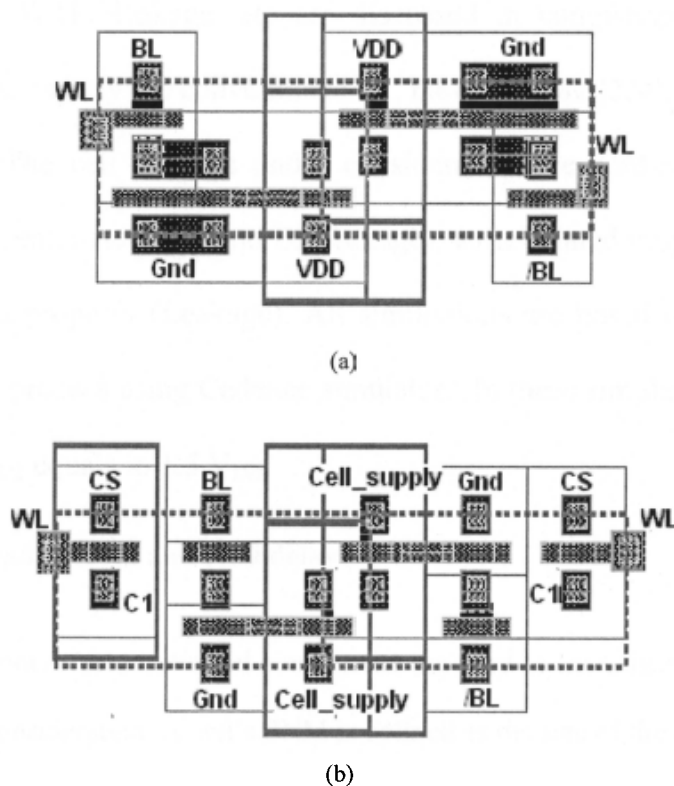 BL VDD Gnd
WL
WL
Gnd VDD /BL
(a)
CS BL Cell_supply Gnd CS
WL WL
C1 C1
Gnd Cell_supply /BL
(b)